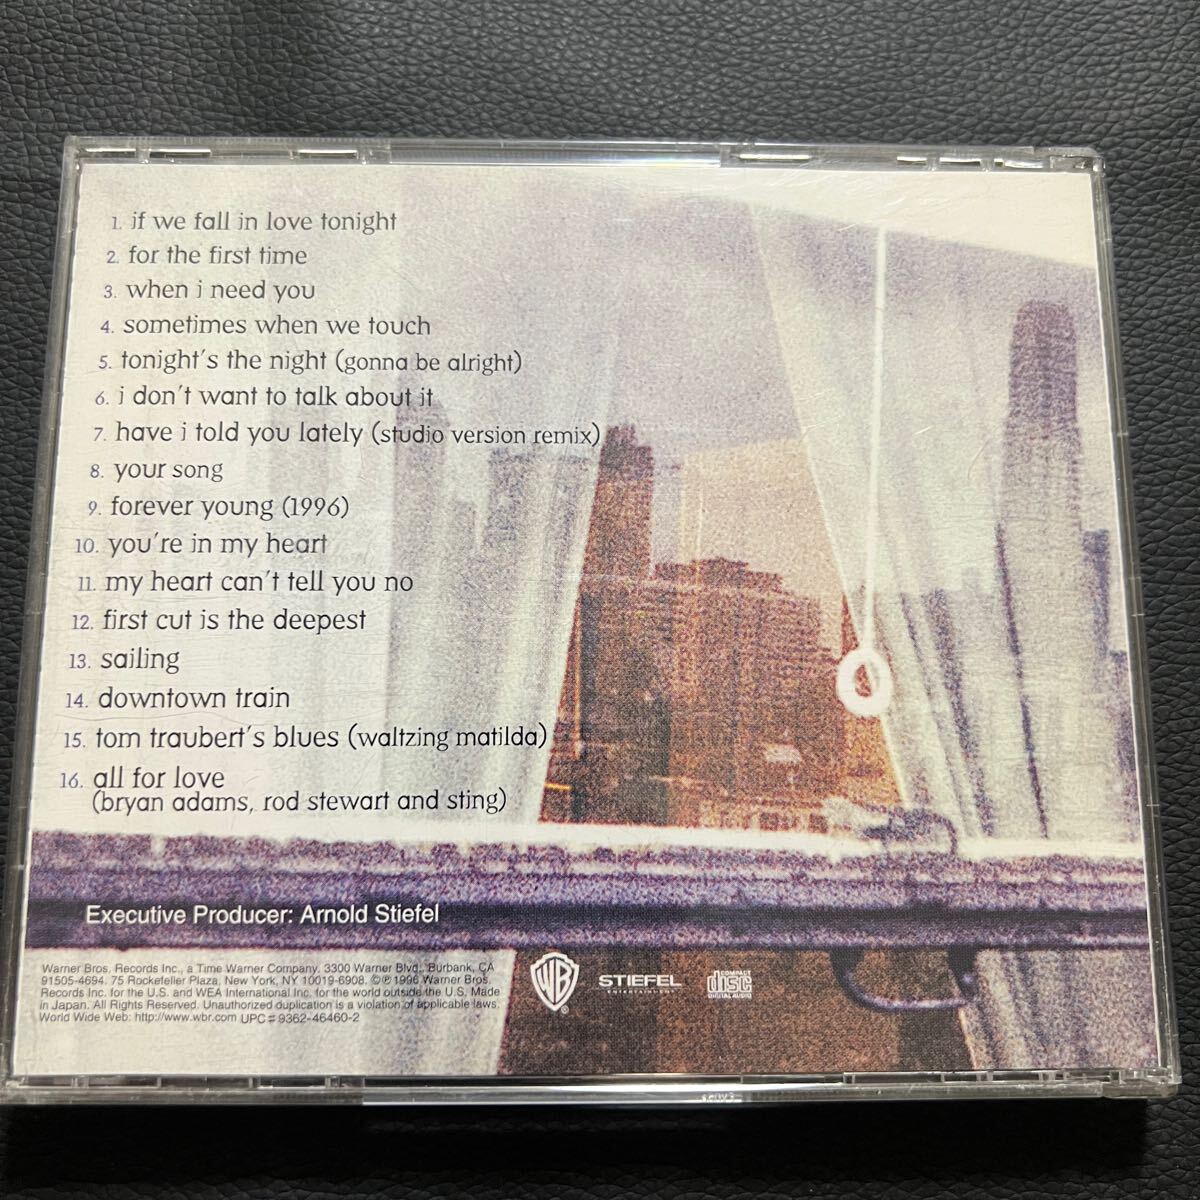 1. if we fall in love tonight
2. for the first time
3. when i need you
4. sometimes when we touch
5. tonight's the night (gonna be alright)
6. i don't want to talk about it
7. have i told you lately (studio version remix)
8. your song
9. forever young (1996)
10. you're in my heart
11. my heart can't tell you no
12. first cut is the deepest
13. sailing
14. downtown train
15. tom traubert's blues (waltzing matilda)
16. all for love
(bryan adams, rod stewart and sting)
Executive Producer: Arnold Stiefel
Warner Bros. Records Inc., a Time Warner Company. 3300 Warner Blvd., Burbank, CA
91505-4694. 75 Rockefeller Plaza, New York, NY 10019-6908. ©℗1996 Warner Bros.
Records Inc. for the U.S. and WEA International Inc. for the world outside the U.S. Made
in Japan. All Rights Reserved. Unauthorized duplication is a violation of applicable laws.
World Wide Web: http://www.wbr.com UPC# 9362-46460-2
WB
®
STIEFEL
ENTERTAINMENT
COMPACT
disc
DIGITAL AUDIO